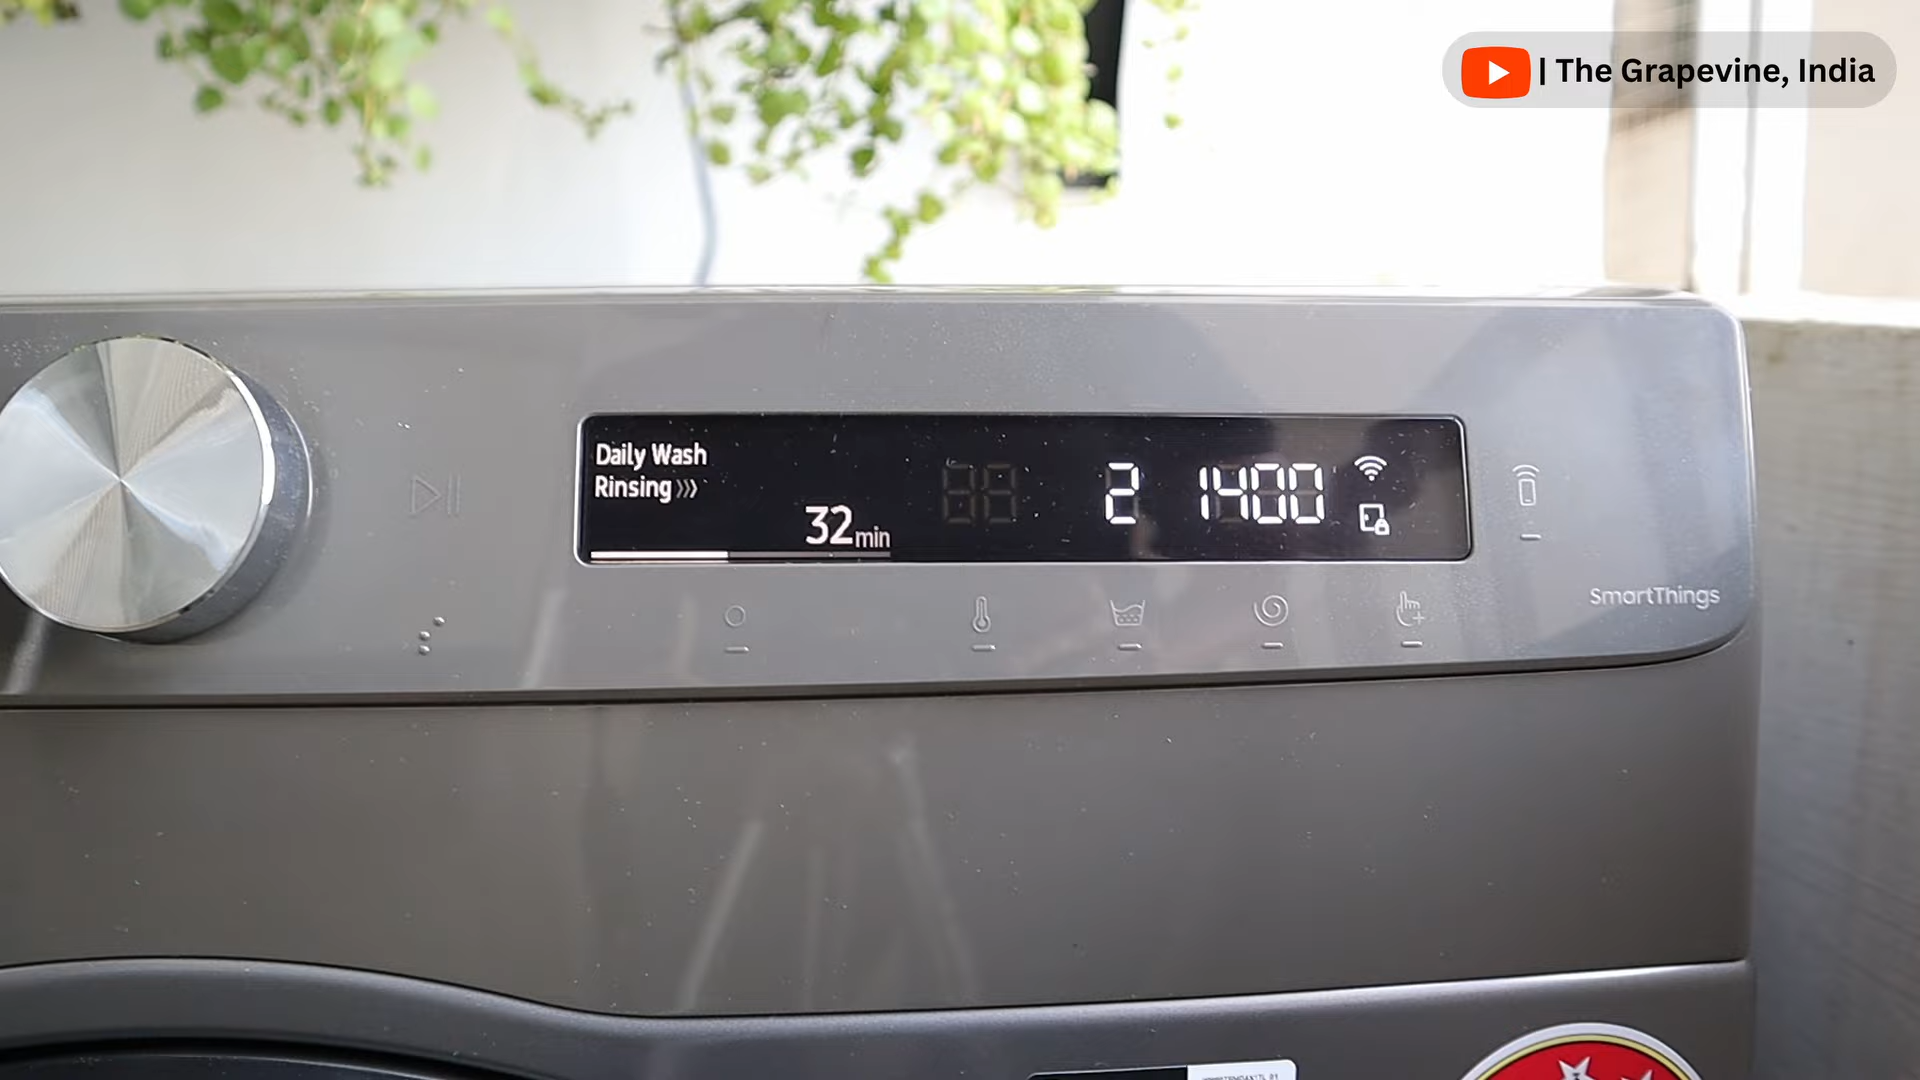 | The Grapevine, India
Daily Wash
Rinsing
32min
2
1400
SmartThings